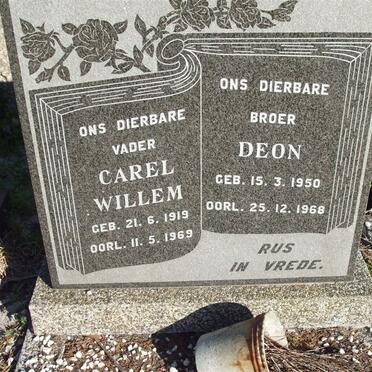 ONS DIERBARE
VADER
CAREL
WILLEM
GEB. 21. 6. 1919
OORL. 11. 5. 1969
ONS DIERBARE
BROER
DEON
GEB. 15. 3. 1950
OORL. 25. 12. 1968
RUS
IN VREDE.